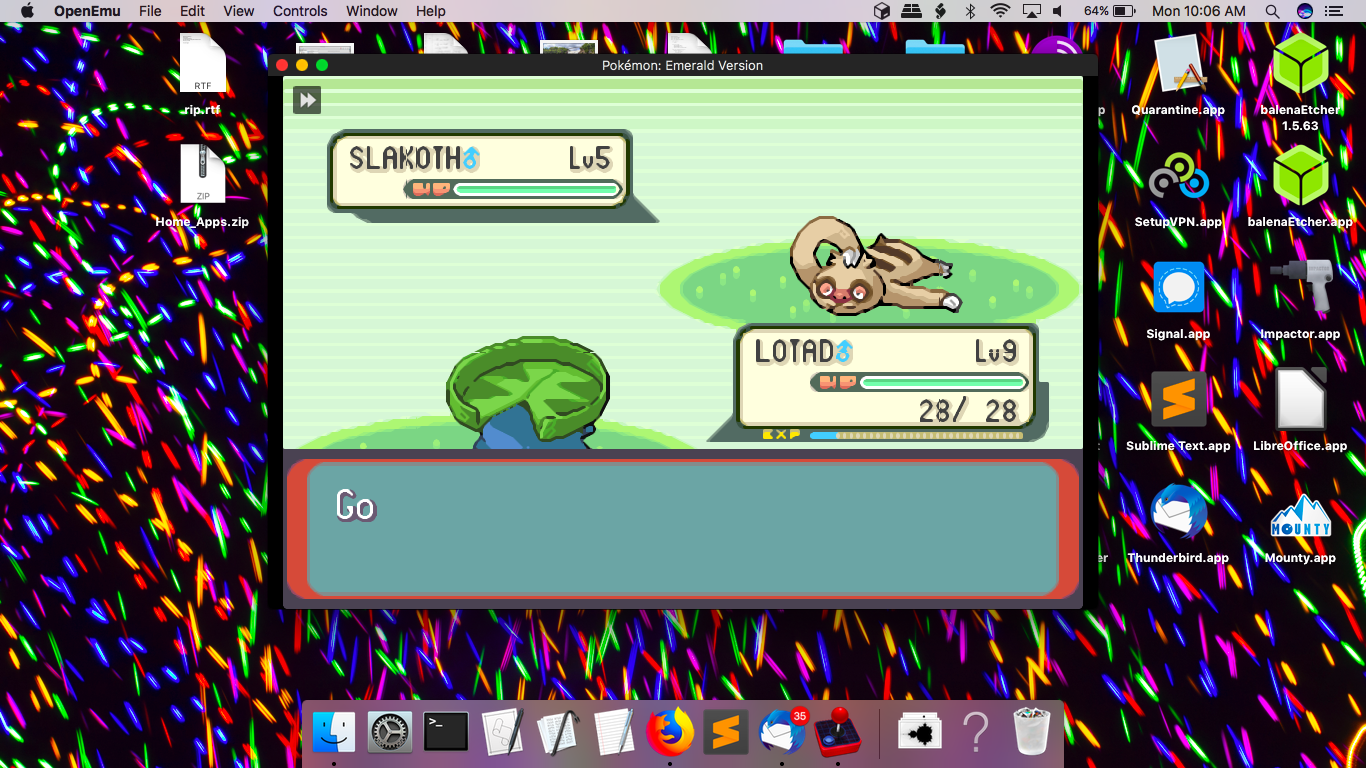 OpenEmu File Edit View Controls Window Help 64% Mon 10:06 AM
Pokémon: Emerald Version
RTF
rip.rtf
ZIP
Home_Apps.zip
SLAKOTH♂ Lv5
HP
LOTAD♂ Lv9
HP
28/ 28
EXP
Go
Quarantine.app
balenaEtcher
1.5.63
SetupVPN.app
balenaEtcher.app
Signal.app
Impactor.app
Sublime Text.app
LibreOffice.app
Thunderbird.app
MOUNTY
Mounty.app
35